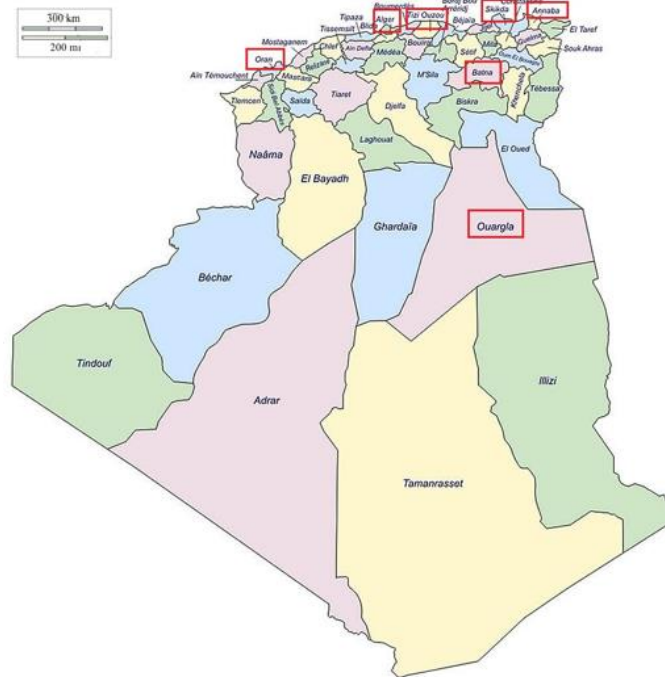 300 km
200 mi
Boumerdès
Tizi Ouzou
Skikda
Annaba
Tipaza
Alger
Béjaïa
El Taref
Tissemsilt
Blida
Guelma
Mostaganem
Chlef
Aïn Defla
Bouira
Sétif
Mila
Souk Ahras
Oran
Relizane
Médéa
Oum El Bouaghi
Aïn Témouchent
Mascara
M'Sila
Batna
Khenchela
Tébessa
Tlemcen
Sidi Bel Abbès
Saïda
Tiaret
Djelfa
Biskra
Laghouat
El Oued
Naâma
El Bayadh
Ghardaïa
Ouargla
Béchar
Tindouf
Adrar
Illizi
Tamanrasset